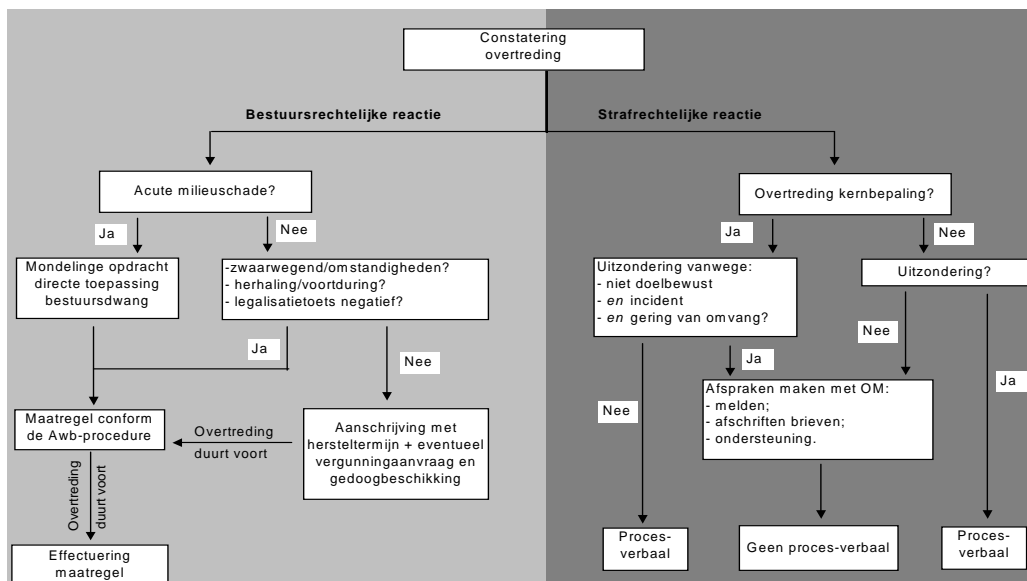 Constatering
overtreding
Bestuursrechtelijke reactie
Strafrechtelijke reactie
Acute milieuschade?
Overtreding kernbepaling?
Ja
Nee
Ja
Nee
Mondelinge opdracht
directe toepassing
bestuursdwang
-zwaarwegend/omstandigheden?
- herhaling/voortduring?
- legalisatietoets negatief?
Uitzondering vanwege:
- niet doelbewust
- en incident
- en gering van omvang?
Uitzondering?
Ja
Nee
Nee
Ja
Ja
Nee
Maatregel conform
de Awb-procedure
Overtreding
duurt voort
Aanschrijving met
hersteltermijn + eventueel
vergunningaanvraag en
gedoogbeschikking
Afspraken maken met OM:
- melden;
- afschriften brieven;
- ondersteuning.
Overtreding
duurt voort
Effectuering
maatregel
Proces-
verbaal
Geen proces-verbaal
Proces-
verbaal